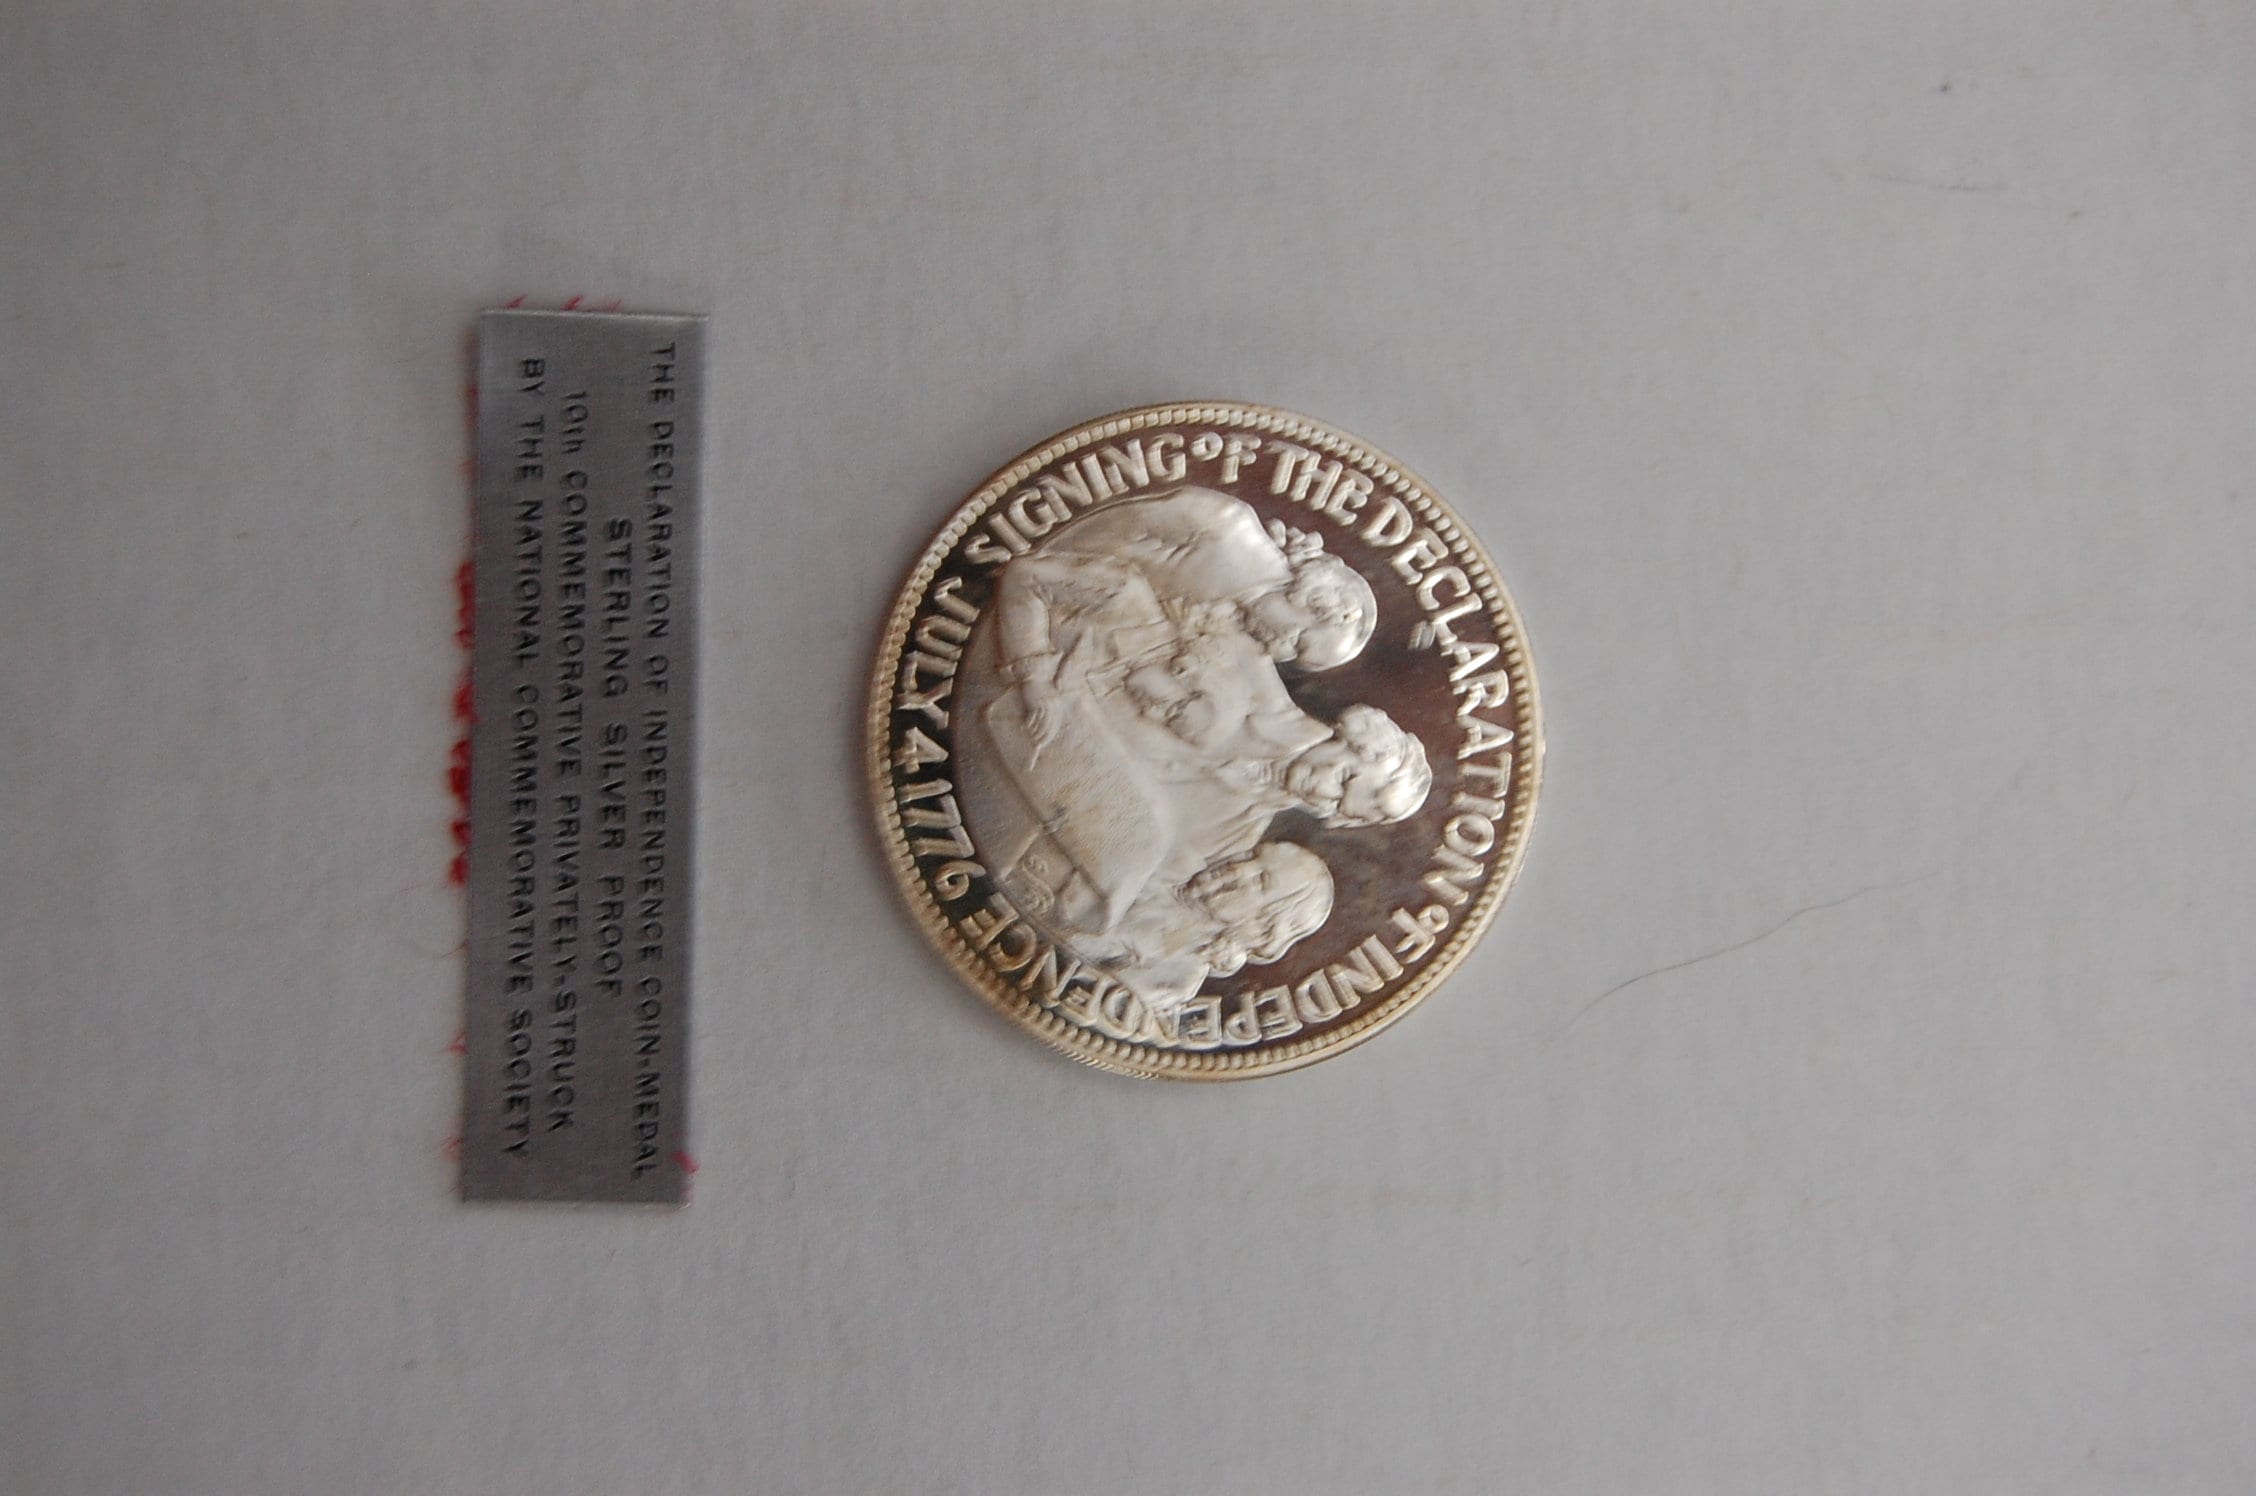 THE DECLARATION OF INDEPENDENCE COIN-MEDAL
STERLING SILVER PROOF
10th COMMEMORATIVE PRIVATELY-STRUCK
BY THE NATIONAL COMMEMORATIVE SOCIETY
SIGNING OF THE DECLARATION OF INDEPENDENCE
JULY 4 1776